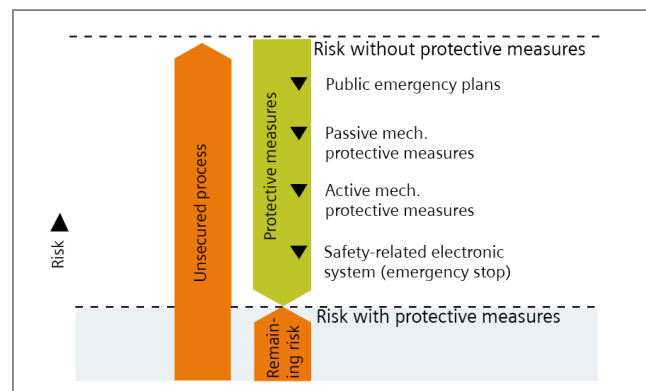 Risk without protective measures
Public emergency plans
Passive mech.
protective measures
Active mech.
protective measures
Safety-related electronic
system (emergency stop)
Risk with protective measures
Risk
Unsecured process
Protective measures
Remain-
ing risk